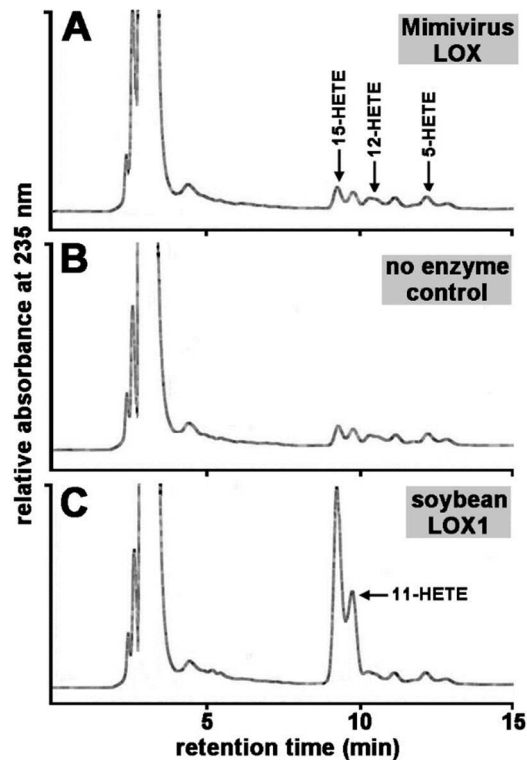 A
Mimivirus
LOX
15-HETE
12-HETE
5-HETE
B
no enzyme
control
C
soybean
LOX1
11-HETE
5
10
15
retention time (min)
relative absorbance at 235 nm